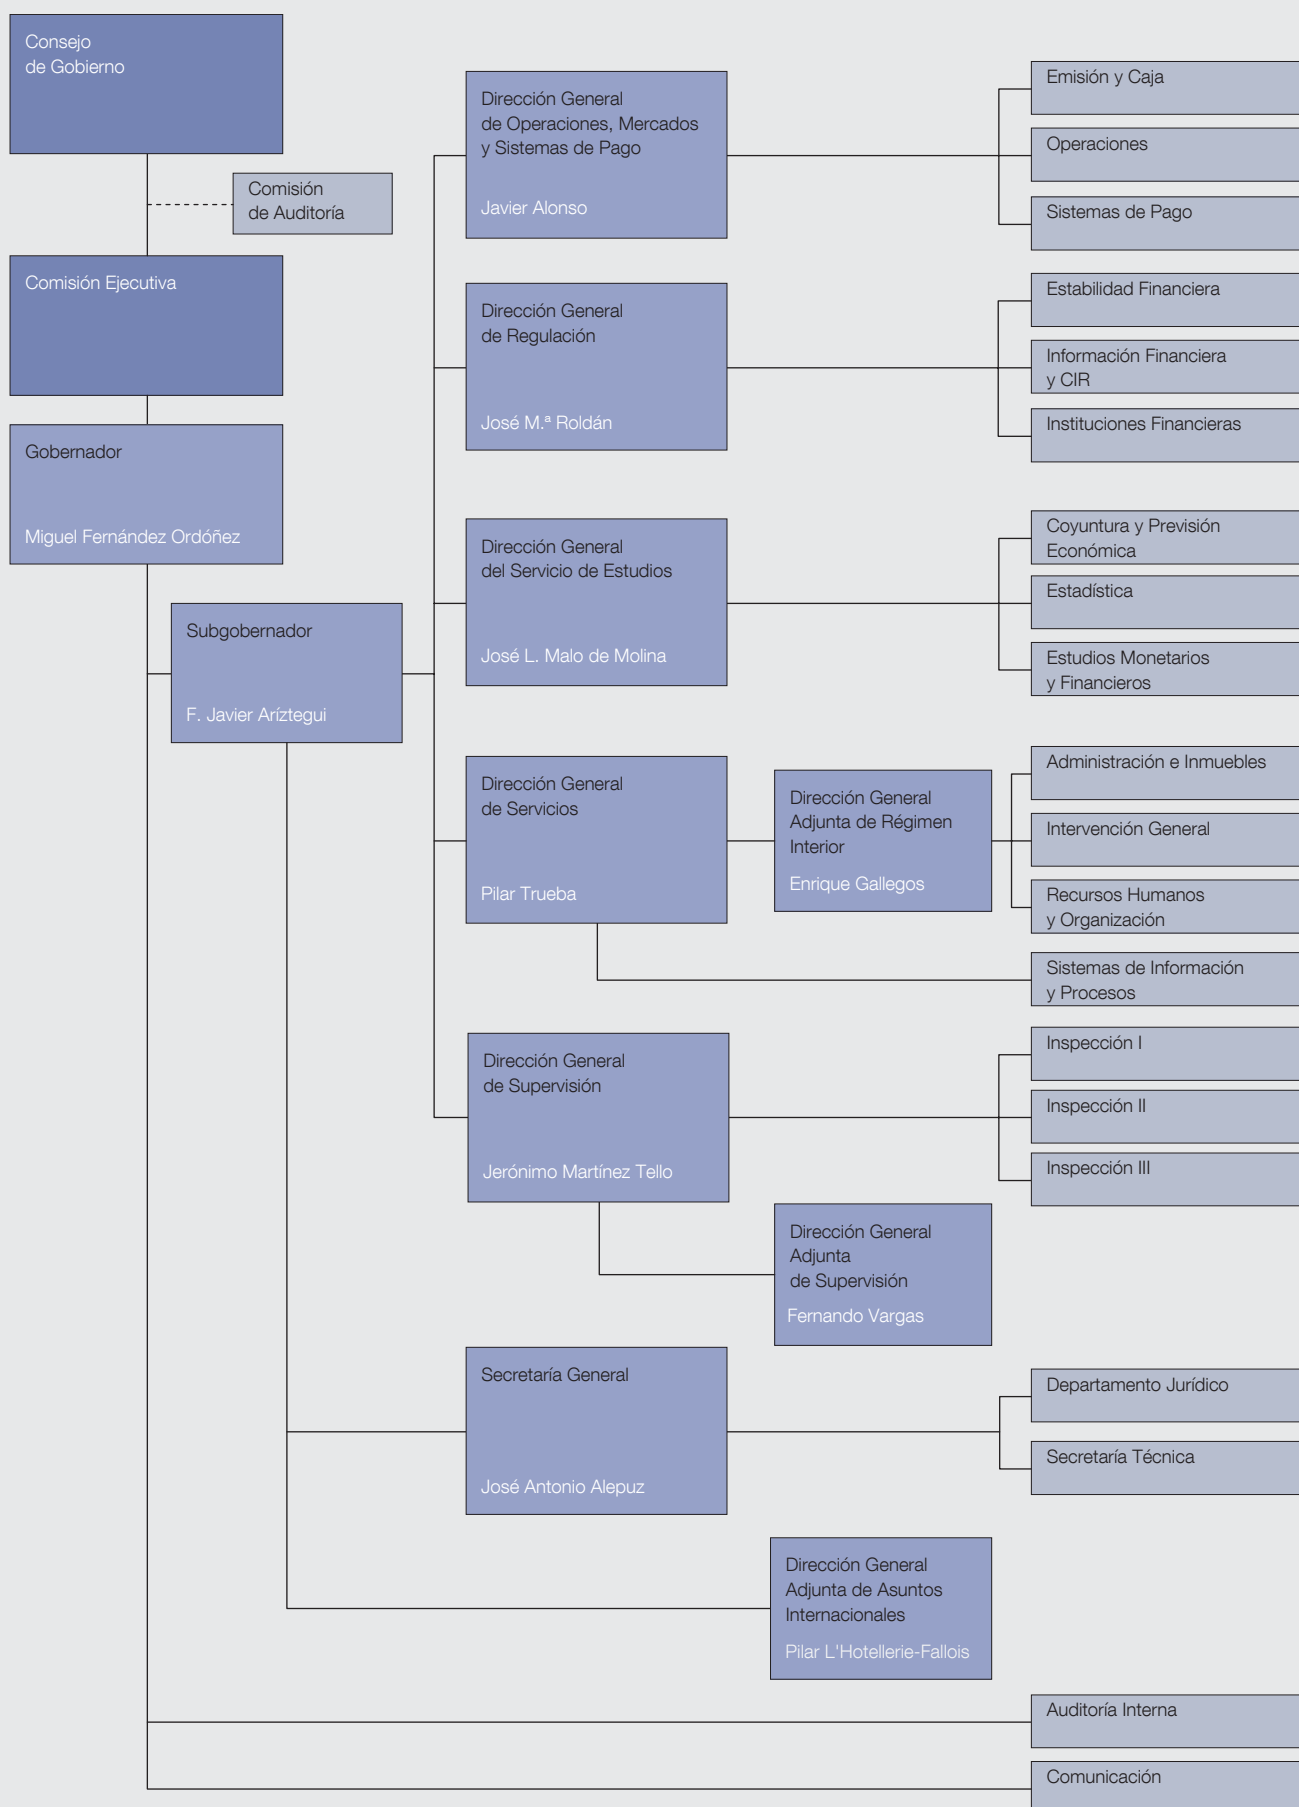 Consejo
de Gobierno
Comisión
de Auditoría
Comisión Ejecutiva
Gobernador
Miguel Fernández Ordóñez
Subgobernador
F. Javier Aríztegui
Dirección General
de Operaciones, Mercados
y Sistemas de Pago
Javier Alonso
Emisión y Caja
Operaciones
Sistemas de Pago
Dirección General
de Regulación
José M.ª Roldán
Estabilidad Financiera
Información Financiera
y CIR
Instituciones Financieras
Dirección General
del Servicio de Estudios
José L. Malo de Molina
Coyuntura y Previsión
Económica
Estadística
Estudios Monetarios
y Financieros
Dirección General
de Servicios
Pilar Trueba
Dirección General
Adjunta de Régimen
Interior
Enrique Gallegos
Administración e Inmuebles
Intervención General
Recursos Humanos
y Organización
Sistemas de Información
y Procesos
Dirección General
de Supervisión
Jerónimo Martínez Tello
Inspección I
Inspección II
Inspección III
Dirección General
Adjunta
de Supervisión
Fernando Vargas
Secretaría General
José Antonio Alepuz
Departamento Jurídico
Secretaría Técnica
Dirección General
Adjunta de Asuntos
Internacionales
Pilar L'Hotellerie-Fallois
Auditoría Interna
Comunicación